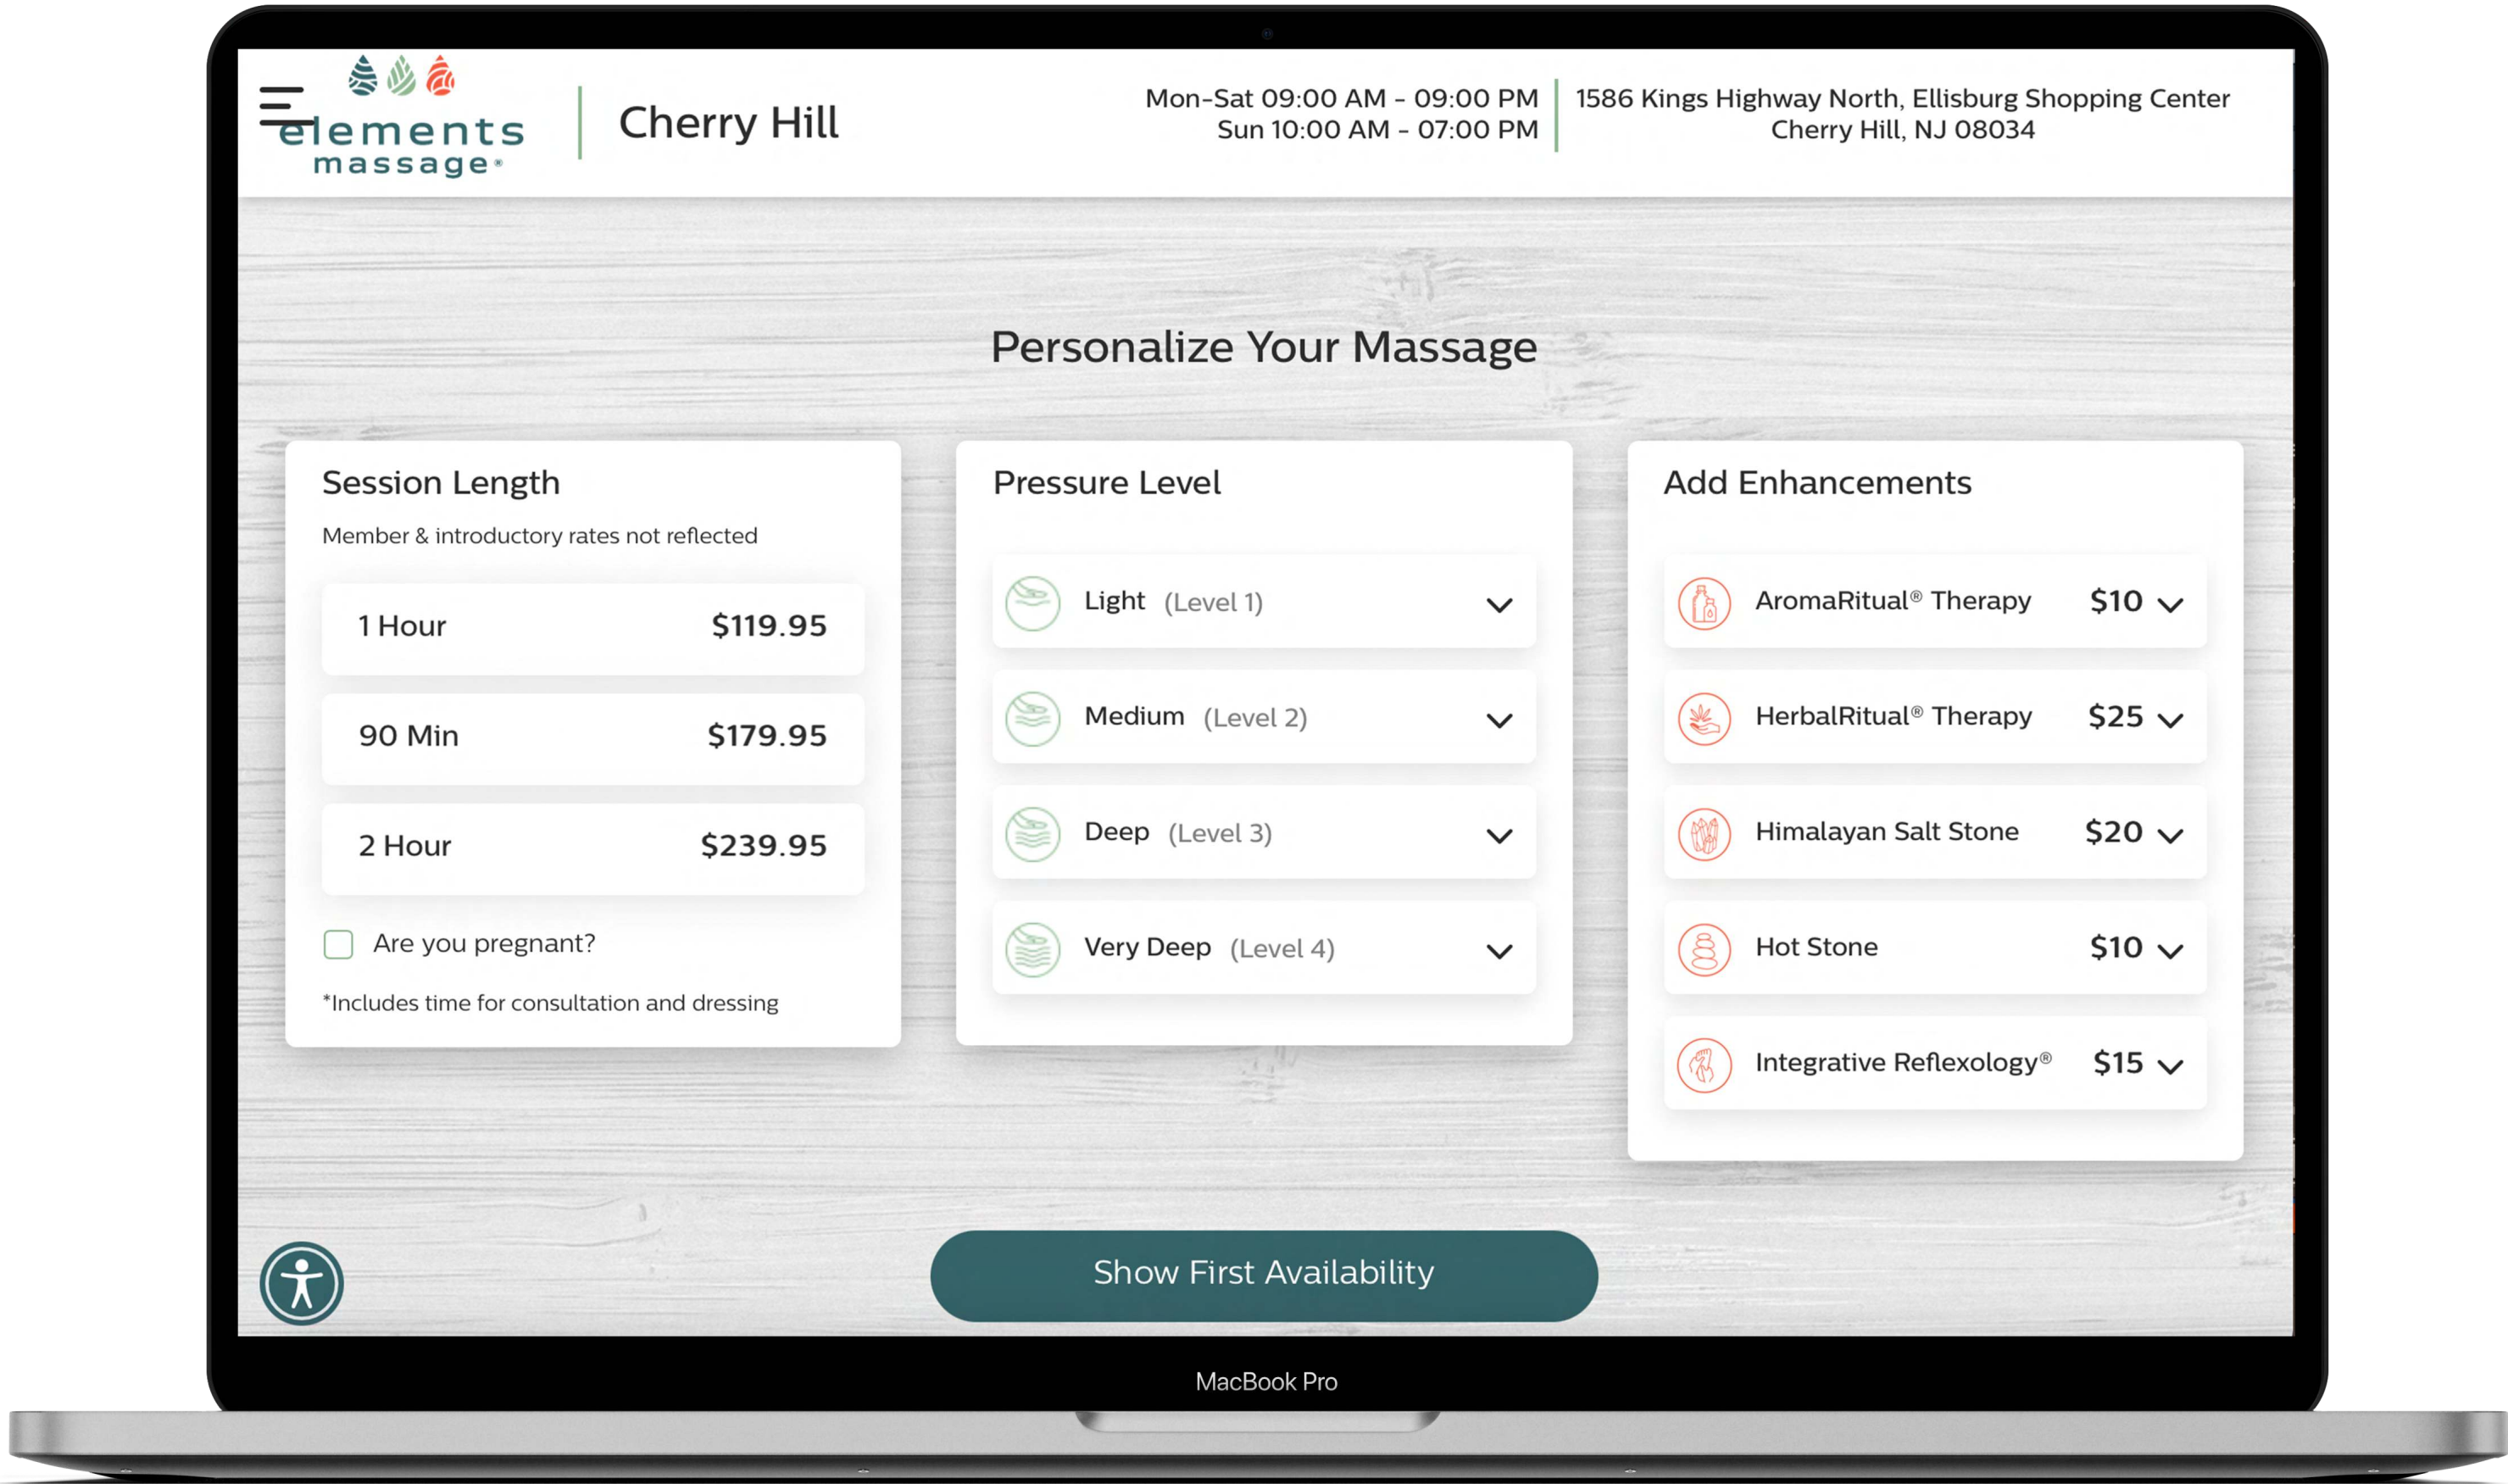 elements
massage®
Cherry Hill
Mon-Sat 09:00 AM - 09:00 PM
Sun 10:00 AM - 07:00 PM
1586 Kings Highway North, Ellisburg Shopping Center
Cherry Hill, NJ 08034
Personalize Your Massage
Session Length
Member & introductory rates not reflected
1 Hour $119.95
90 Min $179.95
2 Hour $239.95
Are you pregnant?
*Includes time for consultation and dressing
Pressure Level
Light (Level 1)
Medium (Level 2)
Deep (Level 3)
Very Deep (Level 4)
Add Enhancements
AromaRitual® Therapy $10
HerbalRitual® Therapy $25
Himalayan Salt Stone $20
Hot Stone $10
Integrative Reflexology® $15
Show First Availability
MacBook Pro